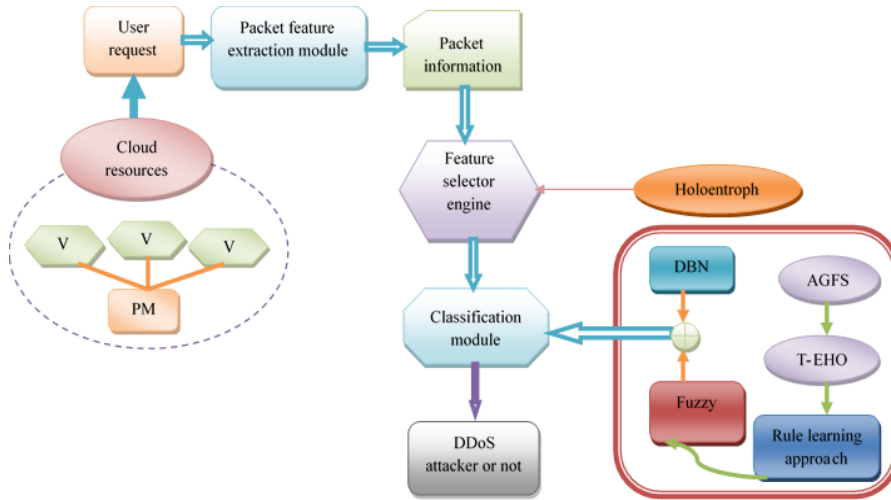 User
request
Packet feature
extraction module
Packet
information
Cloud
resources
V
V
V
PM
Feature
selector
engine
Holoentroph
Classification
module
DDoS
attacker or not
DBN
AGFS
T-EHO
Fuzzy
Rule learning
approach